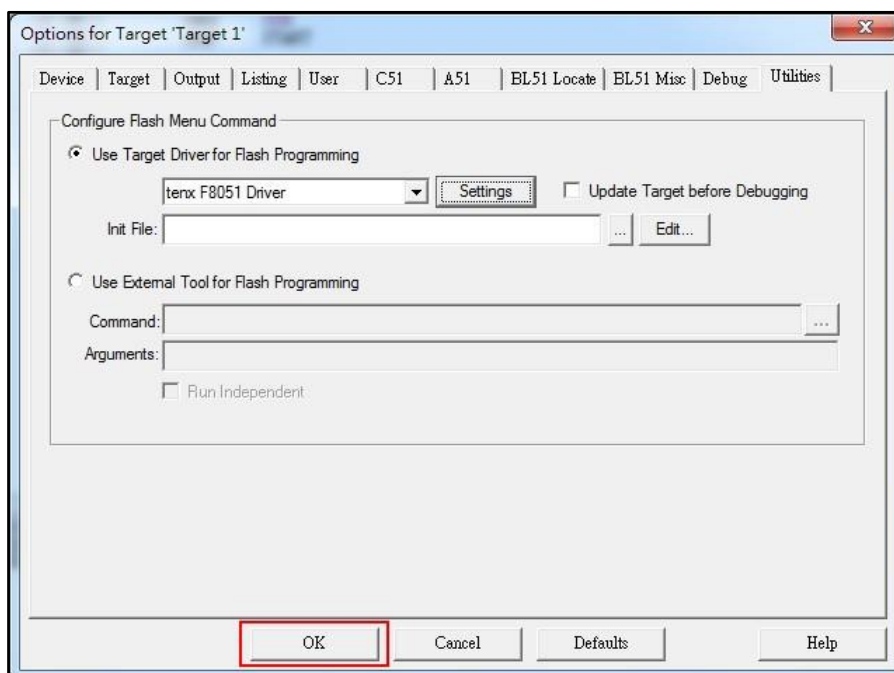 Options for Target 'Target 1'
Device Target Output Listing User C51 A51 BL51 Locate BL51 Misc Debug Utilities
Configure Flash Menu Command
Use Target Driver for Flash Programming
tenx F8051 Driver Settings Update Target before Debugging
Init File: ... Edit...
Use External Tool for Flash Programming
Command: ...
Arguments:
Run Independent
OK Cancel Defaults Help